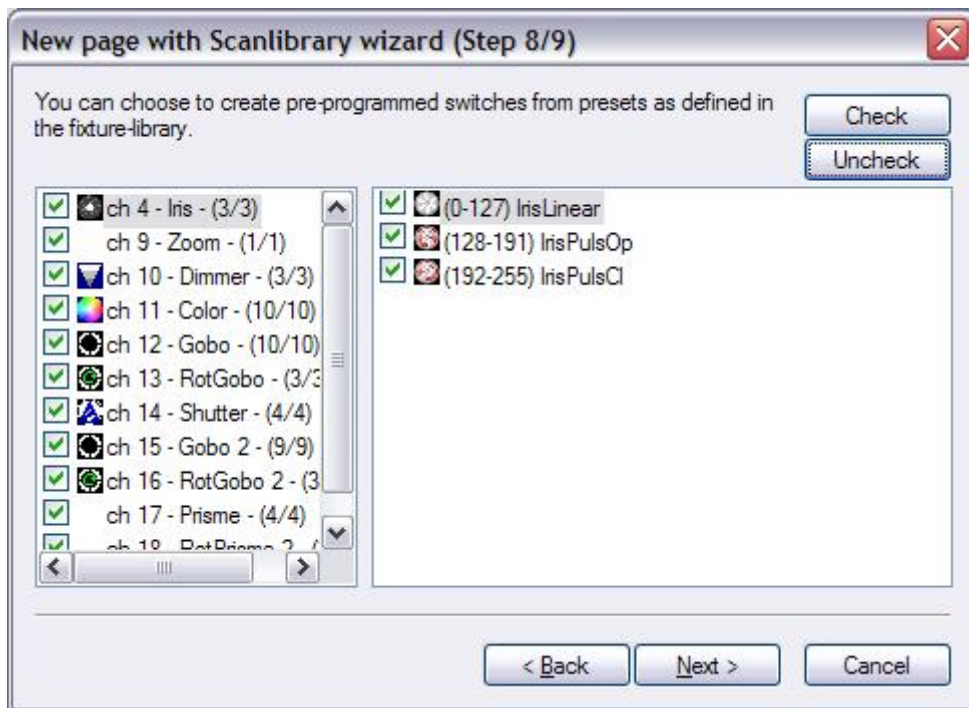 New page with Scanlibrary wizard (Step 8/9)
You can choose to create pre-programmed switches from presets as defined in
the fixture-library.
Check
Uncheck
ch 4 - Iris - (3/3)
ch 9 - Zoom - (1/1)
ch 10 - Dimmer - (3/3)
ch 11 - Color - (10/10)
ch 12 - Gobo - (10/10)
ch 13 - RotGobo - (3/3
ch 14 - Shutter - (4/4)
ch 15 - Gobo 2 - (9/9)
ch 16 - RotGobo 2 - (3
ch 17 - Prisme - (4/4)
ch 18 - RotPrisme 2 - (
(0-127) IrisLinear
(128-191) IrisPulsOp
(192-255) IrisPulsCl
< Back
Next >
Cancel